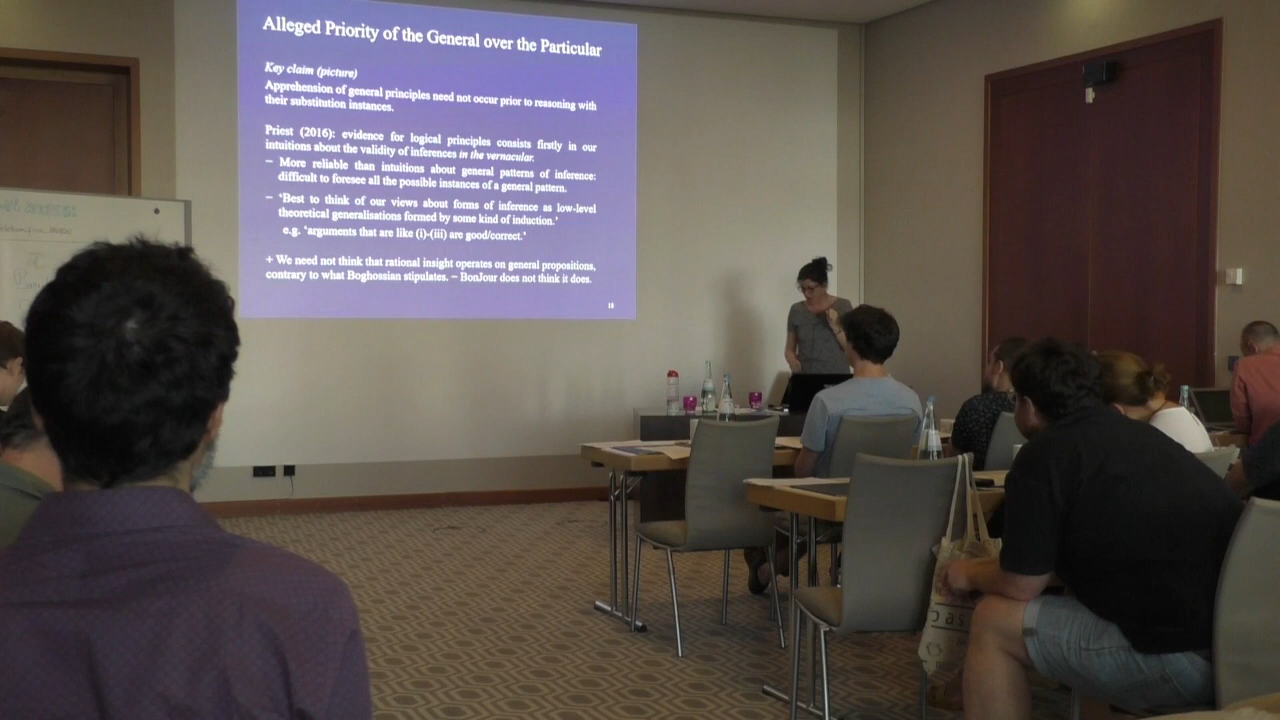 Alleged Priority of the General over the Particular
Key claim (picture)
Apprehension of general principles need not occur prior to reasoning with
their substitution instances.
Priest (2016): evidence for logical principles consists firstly in our
intuitions about the validity of inferences in the vernacular.
– More reliable than intuitions about general patterns of inference:
difficult to foresee all the possible instances of a general pattern.
– ‘Best to think of our views about forms of inference as low-level
theoretical generalisations formed by some kind of induction.’
e.g. ‘arguments that are like (i)-(iii) are good/correct.’
+ We need not think that rational insight operates on general propositions,
contrary to what Boghossian stipulates. – BonJour does not think it does.
18